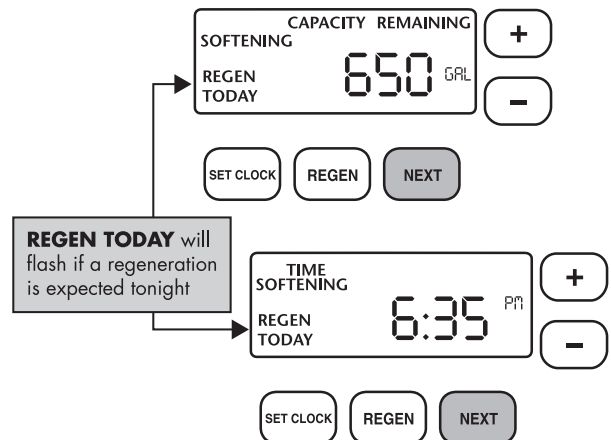 CAPACITY REMAINING
SOFTENING
REGEN
TODAY
650 GAL
+
−
SET CLOCK
REGEN
NEXT
REGEN TODAY will
flash if a regeneration
is expected tonight
TIME
SOFTENING
REGEN
TODAY
6:35 PM
+
−
SET CLOCK
REGEN
NEXT